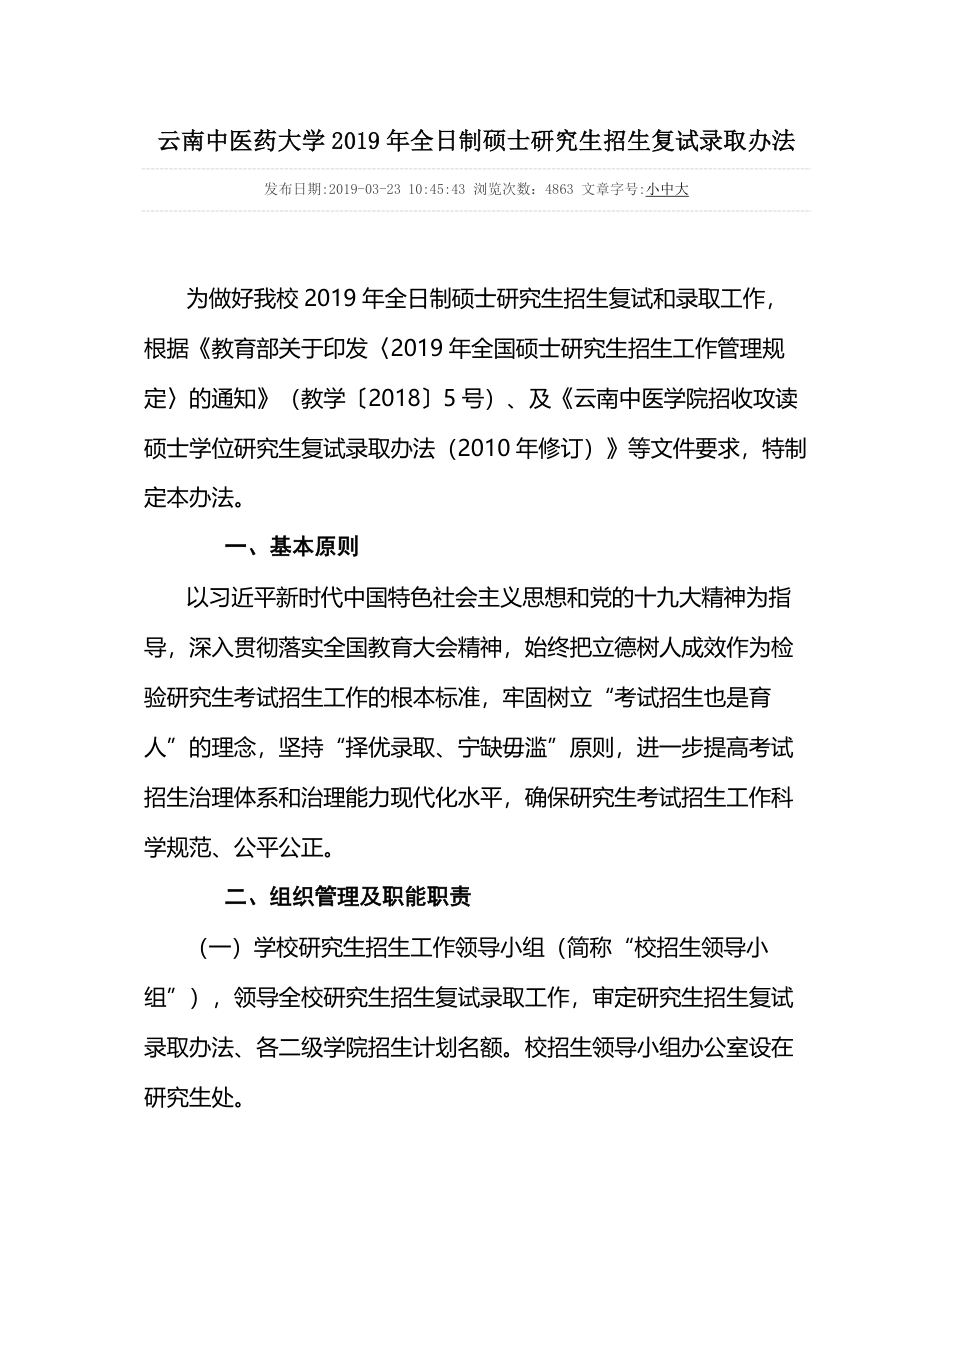 云南中医药大学 2019 年全日制硕士研究生招生复试录取办法
发布日期:2019-03-23 10:45:43 浏览次数: 4863 文章字号:小中大
为做好我校 2019 年全日制硕士研究生招生复试和录取工作，
根据《教育部关于印发〈2019 年全国硕士研究生招生工作管理规
定〉的通知》（教学〔2018〕5 号）、及《云南中医学院招收攻读
硕士学位研究生复试录取办法（2010 年修订）》等文件要求，特制
定本办法。
一、基本原则
以习近平新时代中国特色社会主义思想和党的十九大精神为指
导，深入贯彻落实全国教育大会精神，始终把立德树人成效作为检
验研究生考试招生工作的根本标准，牢固树立“考试招生也是育
人”的理念，坚持“择优录取、宁缺毋滥”原则，进一步提高考试
招生治理体系和治理能力现代化水平，确保研究生考试招生工作科
学规范、公平公正。
二、组织管理及职能职责
（一）学校研究生招生工作领导小组（简称“校招生领导小
组”），领导全校研究生招生复试录取工作，审定研究生招生复试
录取办法、各二级学院招生计划名额。校招生领导小组办公室设在
研究生处。